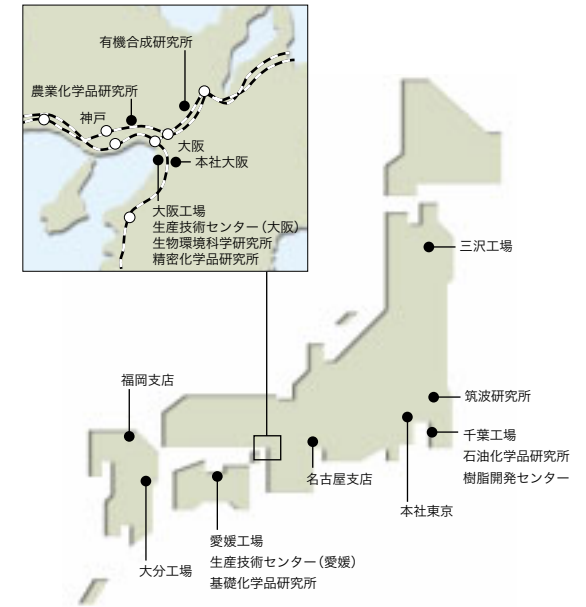 有機合成研究所
農業化学品研究所
神戸
大阪
本社大阪
大阪工場
生産技術センター（大阪）
生物環境科学研究所
精密化学品研究所
三沢工場
福岡支店
筑波研究所
千葉工場
石油化学品研究所
樹脂開発センター
名古屋支店
本社東京
愛媛工場
生産技術センター（愛媛）
基礎化学品研究所
大分工場